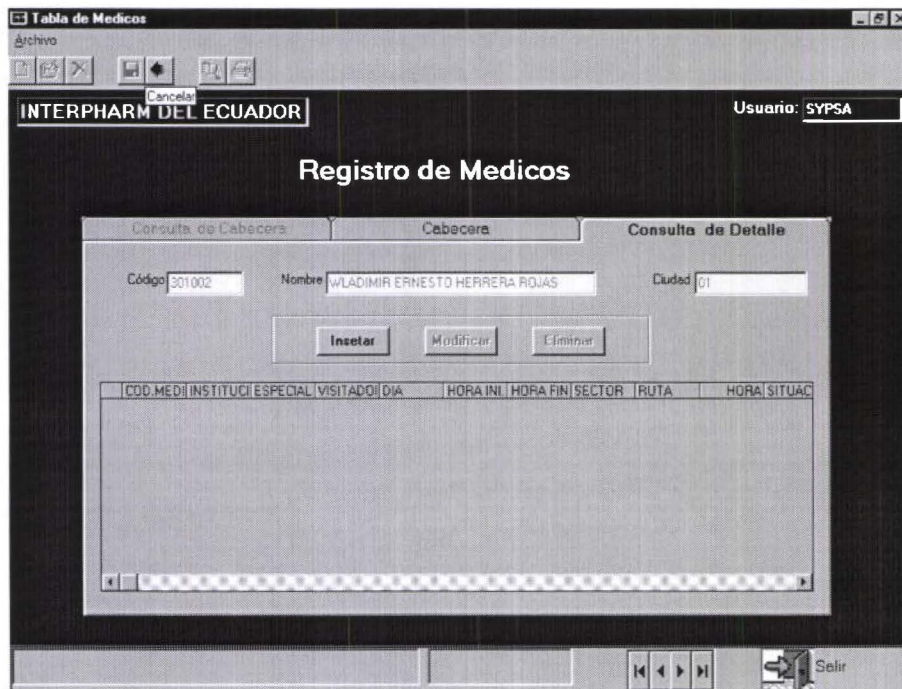 Tabla de Medicos
Archivo
Cancelar
INTERPHARM DEL ECUADOR
Usuario: SYPSA
Registro de Medicos
Consulta de Cabecera Cabecera Consulta de Detalle
Código 301002 Nombre WLADIMIR ERNESTO HERRERA ROJAS Ciudad 01
Insetar Modificar Eliminar
COD.MEDI INSTITUCI ESPECIAL VISITADOI DIA HORA INI. HORA FIN SECTOR RUTA HORA SITUAC
Salir